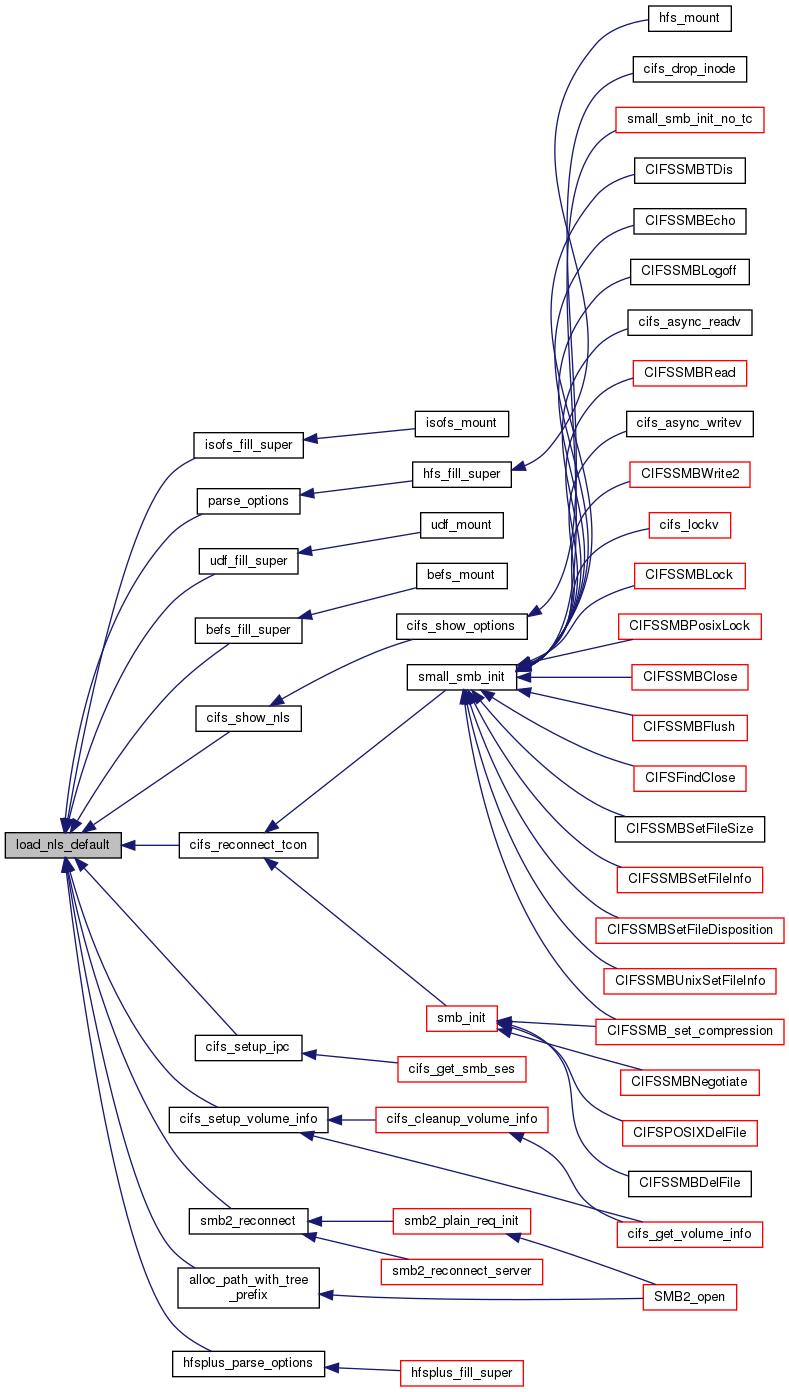 hfs_mount
cifs_drop_inode
small_smb_init_no_tc
CIFSSMBTDis
CIFSSMBEcho
CIFSSMBLogoff
cifs_async_readv
CIFSSMBRead
isofs_mount
cifs_async_writev
isofs_fill_super
hfs_fill_super
CIFSSMBWrite2
parse_options
udf_mount
cifs_lockv
udf_fill_super
befs_mount
CIFSSMBLock
befs_fill_super
cifs_show_options
CIFSSMBPosixLock
small_smb_init
CIFSSMBClose
cifs_show_nls
CIFSSMBFlush
CIFSFindClose
CIFSSMBSetFileSize
load_nls_default
cifs_reconnect_tcon
CIFSSMBSetFileInfo
CIFSSMBSetFileDisposition
CIFSSMBUnixSetFileInfo
smb_init
CIFSSMB_set_compression
cifs_setup_ipc
cifs_get_smb_ses
CIFSSMBNegotiate
cifs_setup_volume_info
cifs_cleanup_volume_info
CIFSPOSIXDelFile
CIFSSMBDelFile
smb2_reconnect
smb2_plain_req_init
cifs_get_volume_info
smb2_reconnect_server
alloc_path_with_tree
_prefix
SMB2_open
hfsplus_parse_options
hfsplus_fill_super